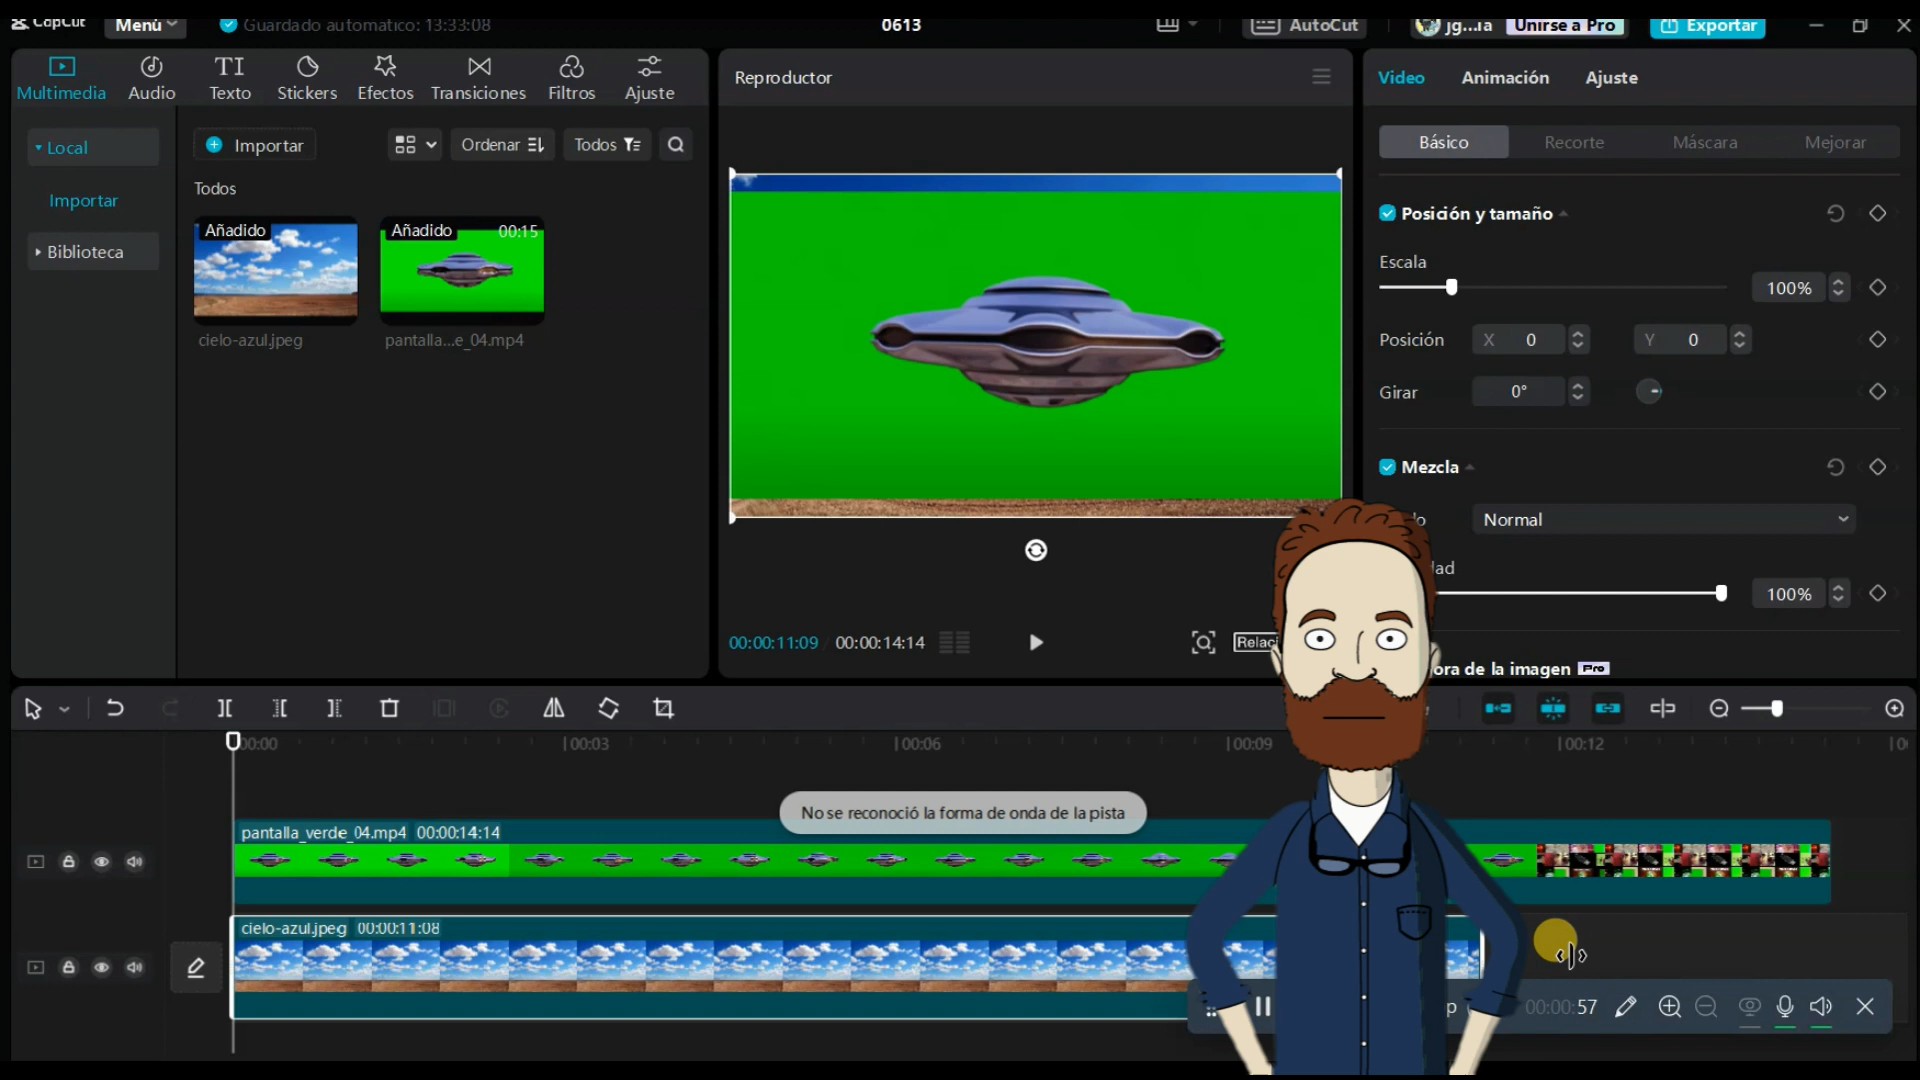 CapCut
Menú
Guardado automático: 13:33:08
0613
AutoCut
jg...ia
Unirse a Pro
Exportar
Multimedia
Audio
Texto
Stickers
Efectos
Transiciones
Filtros
Ajuste
Local
Importar
Biblioteca
Importar
Ordenar
Todos
Todos
Añadido
Añadido 00:15
cielo-azul.jpeg
pantalla...e_04.mp4
Reproductor
00:00:11:09 00:00:14:14
Video
Animación
Ajuste
Básico
Recorte
Máscara
Mejorar
Posición y tamaño
Escala
100%
Posición
X 0
Y 0
Girar
0°
Mezcla
Normal
100%
Pro
00:00
00:03
00:06
00:09
00:12
No se reconoció la forma de onda de la pista
pantalla_verde_04.mp4 00:00:14:14
cielo-azul.jpeg 00:00:11:08
00:00:57